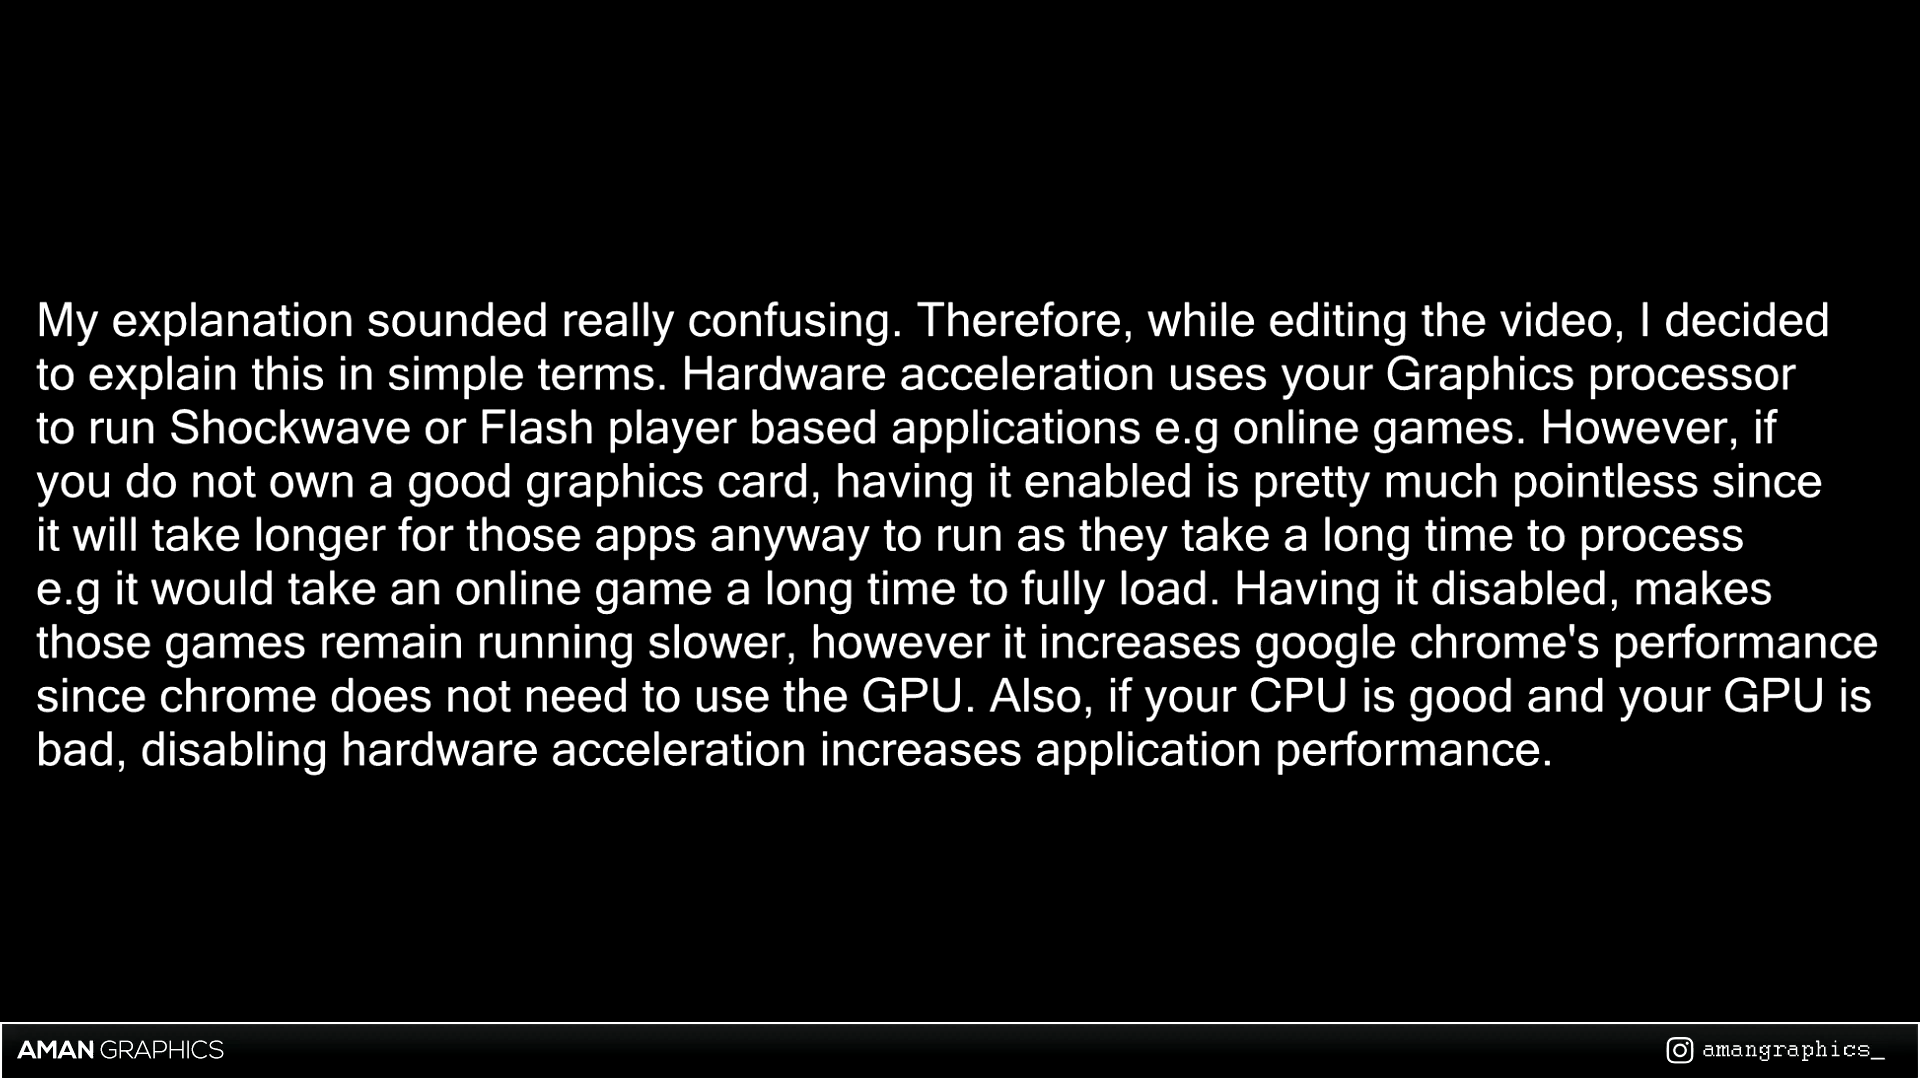 My explanation sounded really confusing. Therefore, while editing the video, I decided
to explain this in simple terms. Hardware acceleration uses your Graphics processor
to run Shockwave or Flash player based applications e.g online games. However, if
you do not own a good graphics card, having it enabled is pretty much pointless since
it will take longer for those apps anyway to run as they take a long time to process
e.g it would take an online game a long time to fully load. Having it disabled, makes
those games remain running slower, however it increases google chrome's performance
since chrome does not need to use the GPU. Also, if your CPU is good and your GPU is
bad, disabling hardware acceleration increases application performance.
AMAN GRAPHICS
amangraphics_